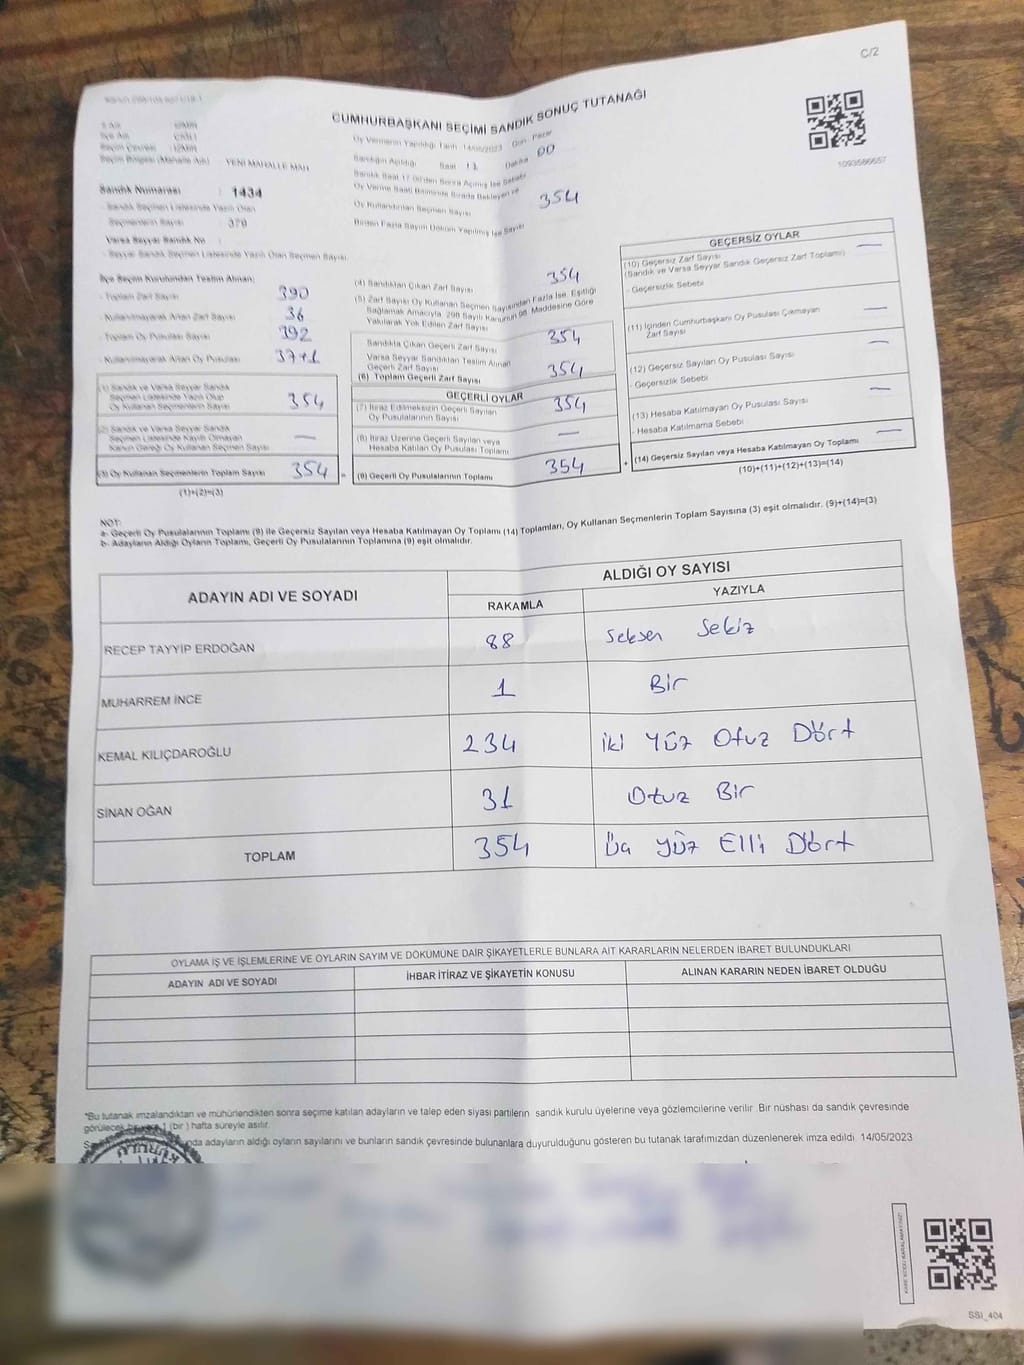 C/2
CUMHURBAŞKANI SEÇİMİ SANDIK SONUÇ TUTANAĞI
1093586657
İli Adı İZMİR
İlçe Adı ÇİĞLİ
Seçim Çevresi İZMİR
Seçim Bölgesi (Mahalle Adı) YENİ MAHALLE MAH
Sandık Numarası : 1434
- Sandık Seçmen Listesinde Yazılı Olan
Seçmenlerin Sayısı : 379
Varsa Seyyar Sandık No
- Seyyar Sandık Seçmen Listesinde Yazılı Olan Seçmen Sayısı:
Oy Vermenin Yapıldığı Tarih : 14/05/2023 Gün : Pazar
Sandığın Açıldığı Saat Dakika 00
Sandık Saat 17.00'den Sonra Açılmış İse Sebebi
Oy Verme Saati Bitiminde Sırada Bekleyen ve
Oy Kullandırılan Seçmen Sayısı
354
Birden Fazla Sayım Döküm Yapılmış İse Sayısı
İlçe Seçim Kurulundan Teslim Alınan;
- Toplam Zarf Sayısı 390
- Kullanılmayarak Artan Zarf Sayısı 36
- Toplam Oy Pusulası Sayısı 392
- Kullanılmayarak Artan Oy Pusulası 37+1
(1) Sandık ve Varsa Seyyar Sandık
Seçmen Listesinde Yazılı Olup
Oy Kullanan Seçmenlerin Sayısı
354
(2) Sandık ve Varsa Seyyar Sandık
Seçmen Listesinde Kayıtlı Olmayan
Kanun Gereği Oy Kullanan Seçmen Sayısı
—
(3) Oy Kullanan Seçmenlerin Toplam Sayısı 354 =
(1)+(2)=(3)
(4) Sandıktan Çıkan Zarf Sayısı 354
(5) Zarf Sayısı Oy Kullanan Seçmen Sayısından Fazla İse, Eşitliği
Sağlamak Amacıyla, 298 Sayılı Kanunun 98. Maddesine Göre
Yakılarak Yok Edilen Zarf Sayısı
Sandıkta Çıkan Geçerli Zarf Sayısı 354
Varsa Seyyar Sandıktan Teslim Alınan
Geçerli Zarf Sayısı
(6) Toplam Geçerli Zarf Sayısı 354
GEÇERLİ OYLAR
(7) İtiraz Edilmeksizin Geçerli Sayılan
Oy Pusulalarının Sayısı
354
(8) İtiraz Üzerine Geçerli Sayılan veya
Hesaba Katılan Oy Pusulası Toplamı
—
(9) Geçerli Oy Pusulalarının Toplamı 354 +
GEÇERSİZ OYLAR
(10) Geçersiz Zarf Sayısı —
(Sandık ve Varsa Seyyar Sandık Geçersiz Zarf Toplamı)
- Geçersizlik Sebebi
(11) İçinden Cumhurbaşkanı Oy Pusulası Çıkmayan —
Zarf Sayısı
(12) Geçersiz Sayılan Oy Pusulası Sayısı —
- Geçersizlik Sebebi
(13) Hesaba Katılmayan Oy Pusulası Sayısı —
- Hesaba Katılmama Sebebi
(14) Geçersiz Sayılan veya Hesaba Katılmayan Oy Toplamı —
(10)+(11)+(12)+(13)=(14)
NOT:
a- Geçerli Oy Pusulalarının Toplamı (9) ile Geçersiz Sayılan veya Hesaba Katılmayan Oy Toplamı (14) Toplamları, Oy Kullanan Seçmenlerin Toplam Sayısına (3) eşit olmalıdır. (9)+(14)=(3)
b- Adayların Aldığı Oyların Toplamı, Geçerli Oy Pusulalarının Toplamına (9) eşit olmalıdır.
ADAYIN ADI VE SOYADI ALDIĞI OY SAYISI
RAKAMLA YAZIYLA
RECEP TAYYİP ERDOĞAN 88 Seksen Sekiz
MUHARREM İNCE 1 Bir
KEMAL KILIÇDAROĞLU 234 iki Yüz Otuz Dört
SİNAN OĞAN 31 Otuz Bir
TOPLAM 354 Üç yüz Elli Dört
OYLAMA İŞ VE İŞLEMLERİNE VE OYLARIN SAYIM VE DÖKÜMÜNE DAİR ŞİKAYETLERLE BUNLARA AİT KARARLARIN NELERDEN İBARET BULUNDUKLARI
ADAYIN ADI VE SOYADI İHBAR İTİRAZ VE ŞİKAYETİN KONUSU ALINAN KARARIN NEDEN İBARET OLDUĞU
*Bu tutanak imzalandıktan ve mühürlendikten sonra seçime katılan adayların ve talep eden siyasi partilerin sandık kurulu üyelerine veya gözlemcilerine verilir. Bir nüshası da sandık çevresinde
görülecek bir yere 1 (bir) hafta süreyle asılır.
adayların aldığı oyların sayılarını ve bunların sandık çevresinde bulunanlara duyurulduğunu gösteren bu tutanak tarafımızdan düzenlenerek imza edildi. 14/05/2023
KARE KODU KARALAMAYINIZ!
SSI_404